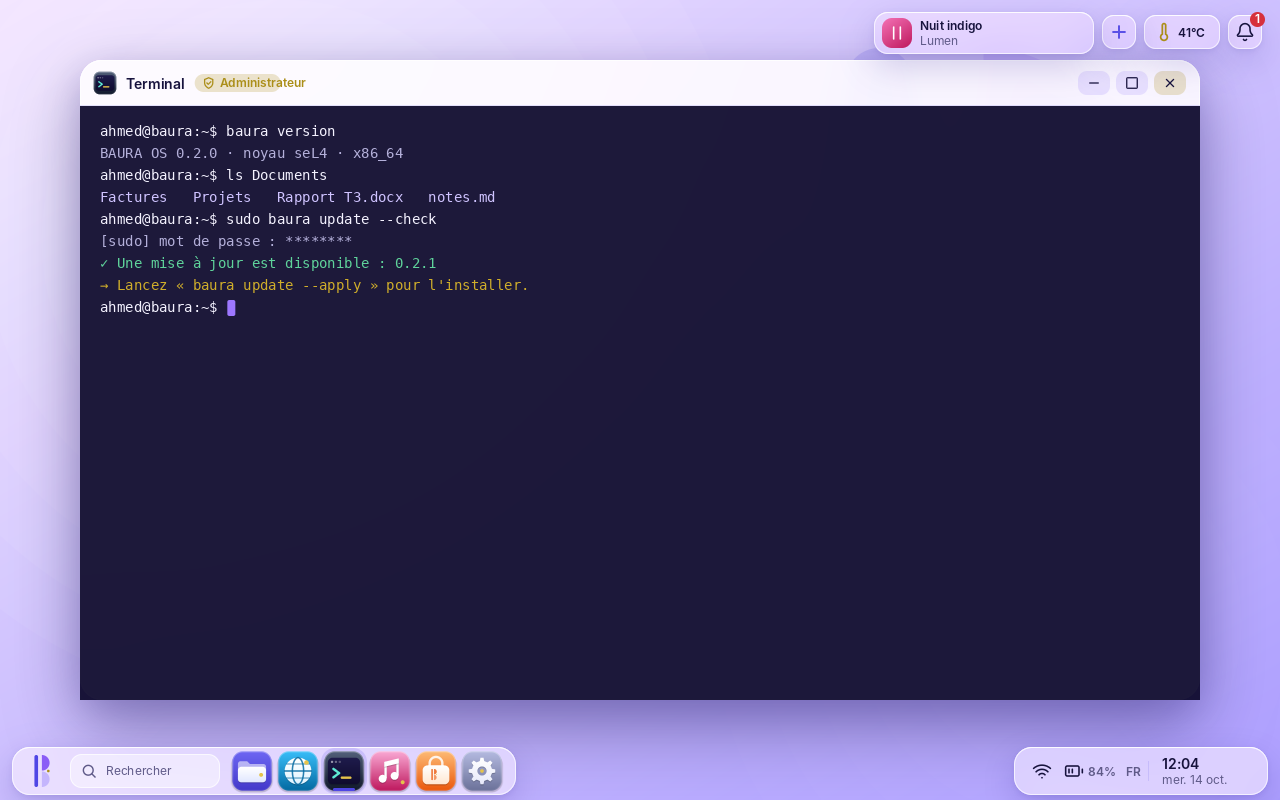 Nuit indigo
Lumen
41°C
1
Terminal
Administrateur
ahmed@baura:~$ baura version
BAURA OS 0.2.0 · noyau seL4 · x86_64
ahmed@baura:~$ ls Documents
Factures   Projets   Rapport T3.docx   notes.md
ahmed@baura:~$ sudo baura update --check
[sudo] mot de passe : ********
✓ Une mise à jour est disponible : 0.2.1
→ Lancez « baura update --apply » pour l'installer.
ahmed@baura:~$
Rechercher
84%
FR
12:04
mer. 14 oct.